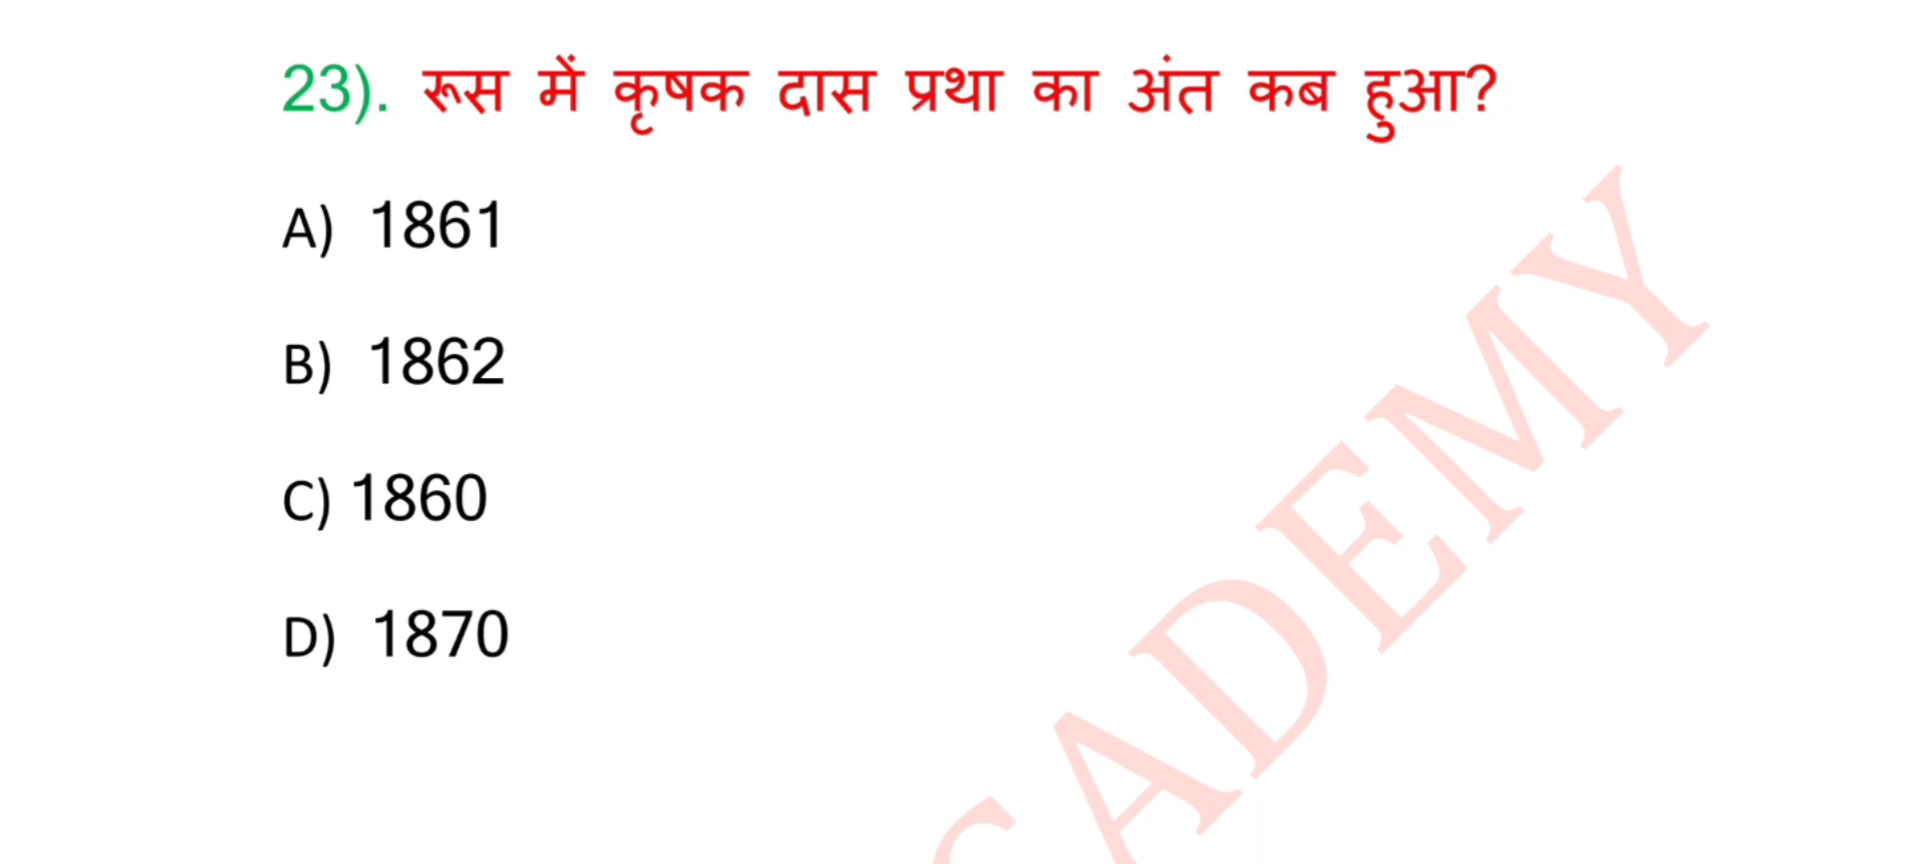 23). रूस में कृषक दास प्रथा का अंत कब हुआ?
A) 1861
B) 1862
C) 1860
D) 1870
CADEMY